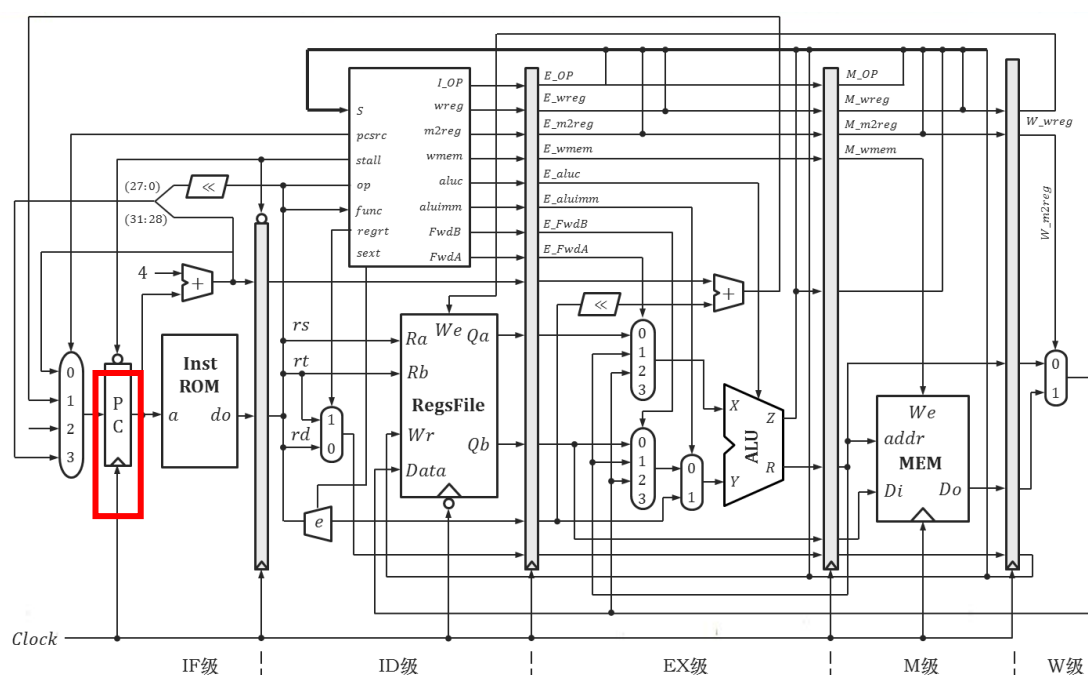 I_OP
S
wreg
pcsrc
m2reg
stall
wmem
op
aluc
func
aluimm
regrt
FwdB
sext
FwdA
E_OP
E_wreg
E_m2reg
E_wmem
E_aluc
E_aluimm
E_FwdB
E_FwdA
M_OP
M_wreg
M_m2reg
M_wmem
W_wreg
W_m2reg
(27:0)
(31:28)
<<
4
+
<<
+
0
1
2
3
P
C
Inst
ROM
a
do
rs
rt
rd
1
0
e
We
Qa
Ra
Rb
RegsFile
Wr
Qb
Data
0
1
2
3
0
1
2
3
0
1
X
Y
Z
R
ALU
We
addr
MEM
Di
Do
0
1
Clock
IF级
ID级
EX级
M级
W级